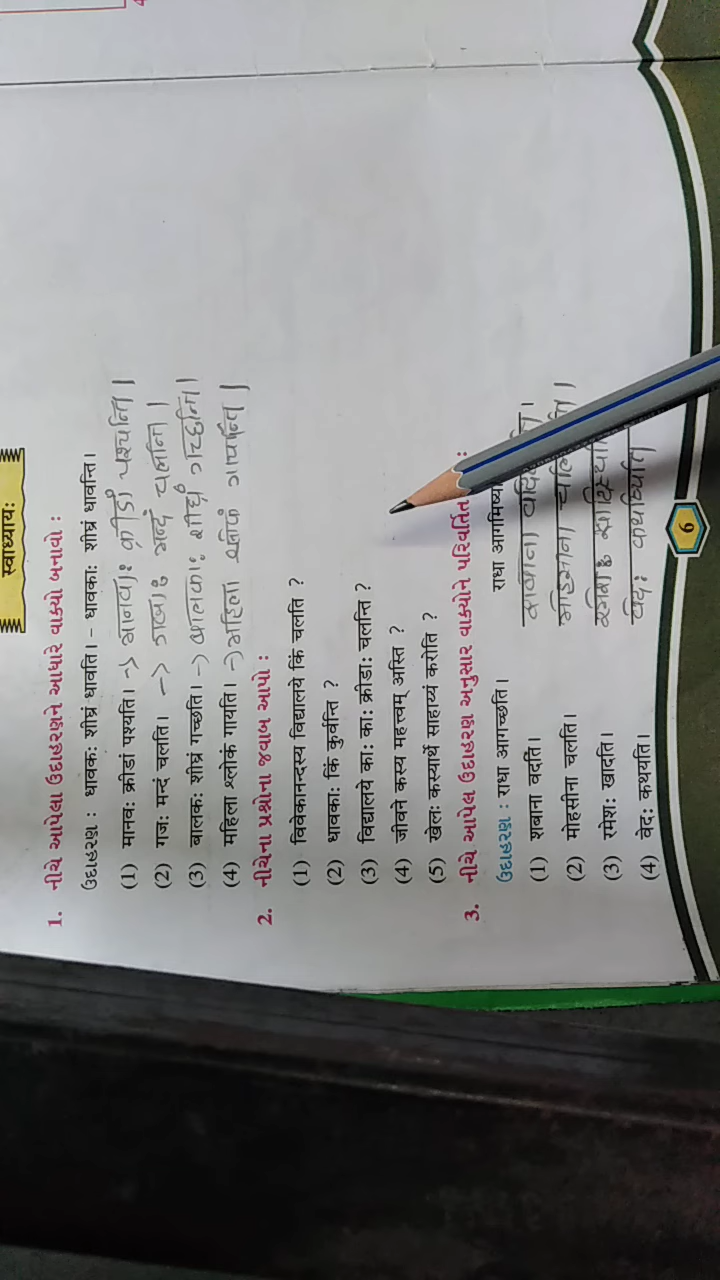 स्वाध्यायः
1. નીચે આપેલા ઉદાહરણને આધારે વાક્યો બનાવો :
ઉદાહરણ : धावकः शीघ्रं धावति। - धावकाः शीघ्रं धावन्ति।
(1) मानवः क्रीडां पश्यति। → मानवाः क्रीडां पश्यन्ति।
(2) गजः मन्दं चलति। → गजाः मन्दं चलन्ति।
(3) बालकः शीघ्रं गच्छति। → बालकाः शीघ्रं गच्छन्ति।
(4) महिला श्लोकं गायति। → महिला श्लोकं गायन्ति।
2. નીચેના પ્રશ્નોના જવાબ આપો :
(1) विवेकानन्दस्य विद्यालये किं चलति ?
(2) धावकाः किं कुर्वन्ति ?
(3) विद्यालये काः काः क्रीडाः चलन्ति ?
(4) जीवने कस्य महत्त्वम् अस्ति ?
(5) खेलः कस्यार्थे साहाय्यं करोति ?
3. નીચે આપેલ ઉદાહરણ અનુસાર વાક્યોને પરિવર્તિત :
ઉદાહરણ : राधा आगच्छति। राधा आगमिष्य
(1) शबाना वदति।
(2) मोहसीना चलति।
(3) रमेशः खादति।
(4) वेदः कथयति। वेदः
6